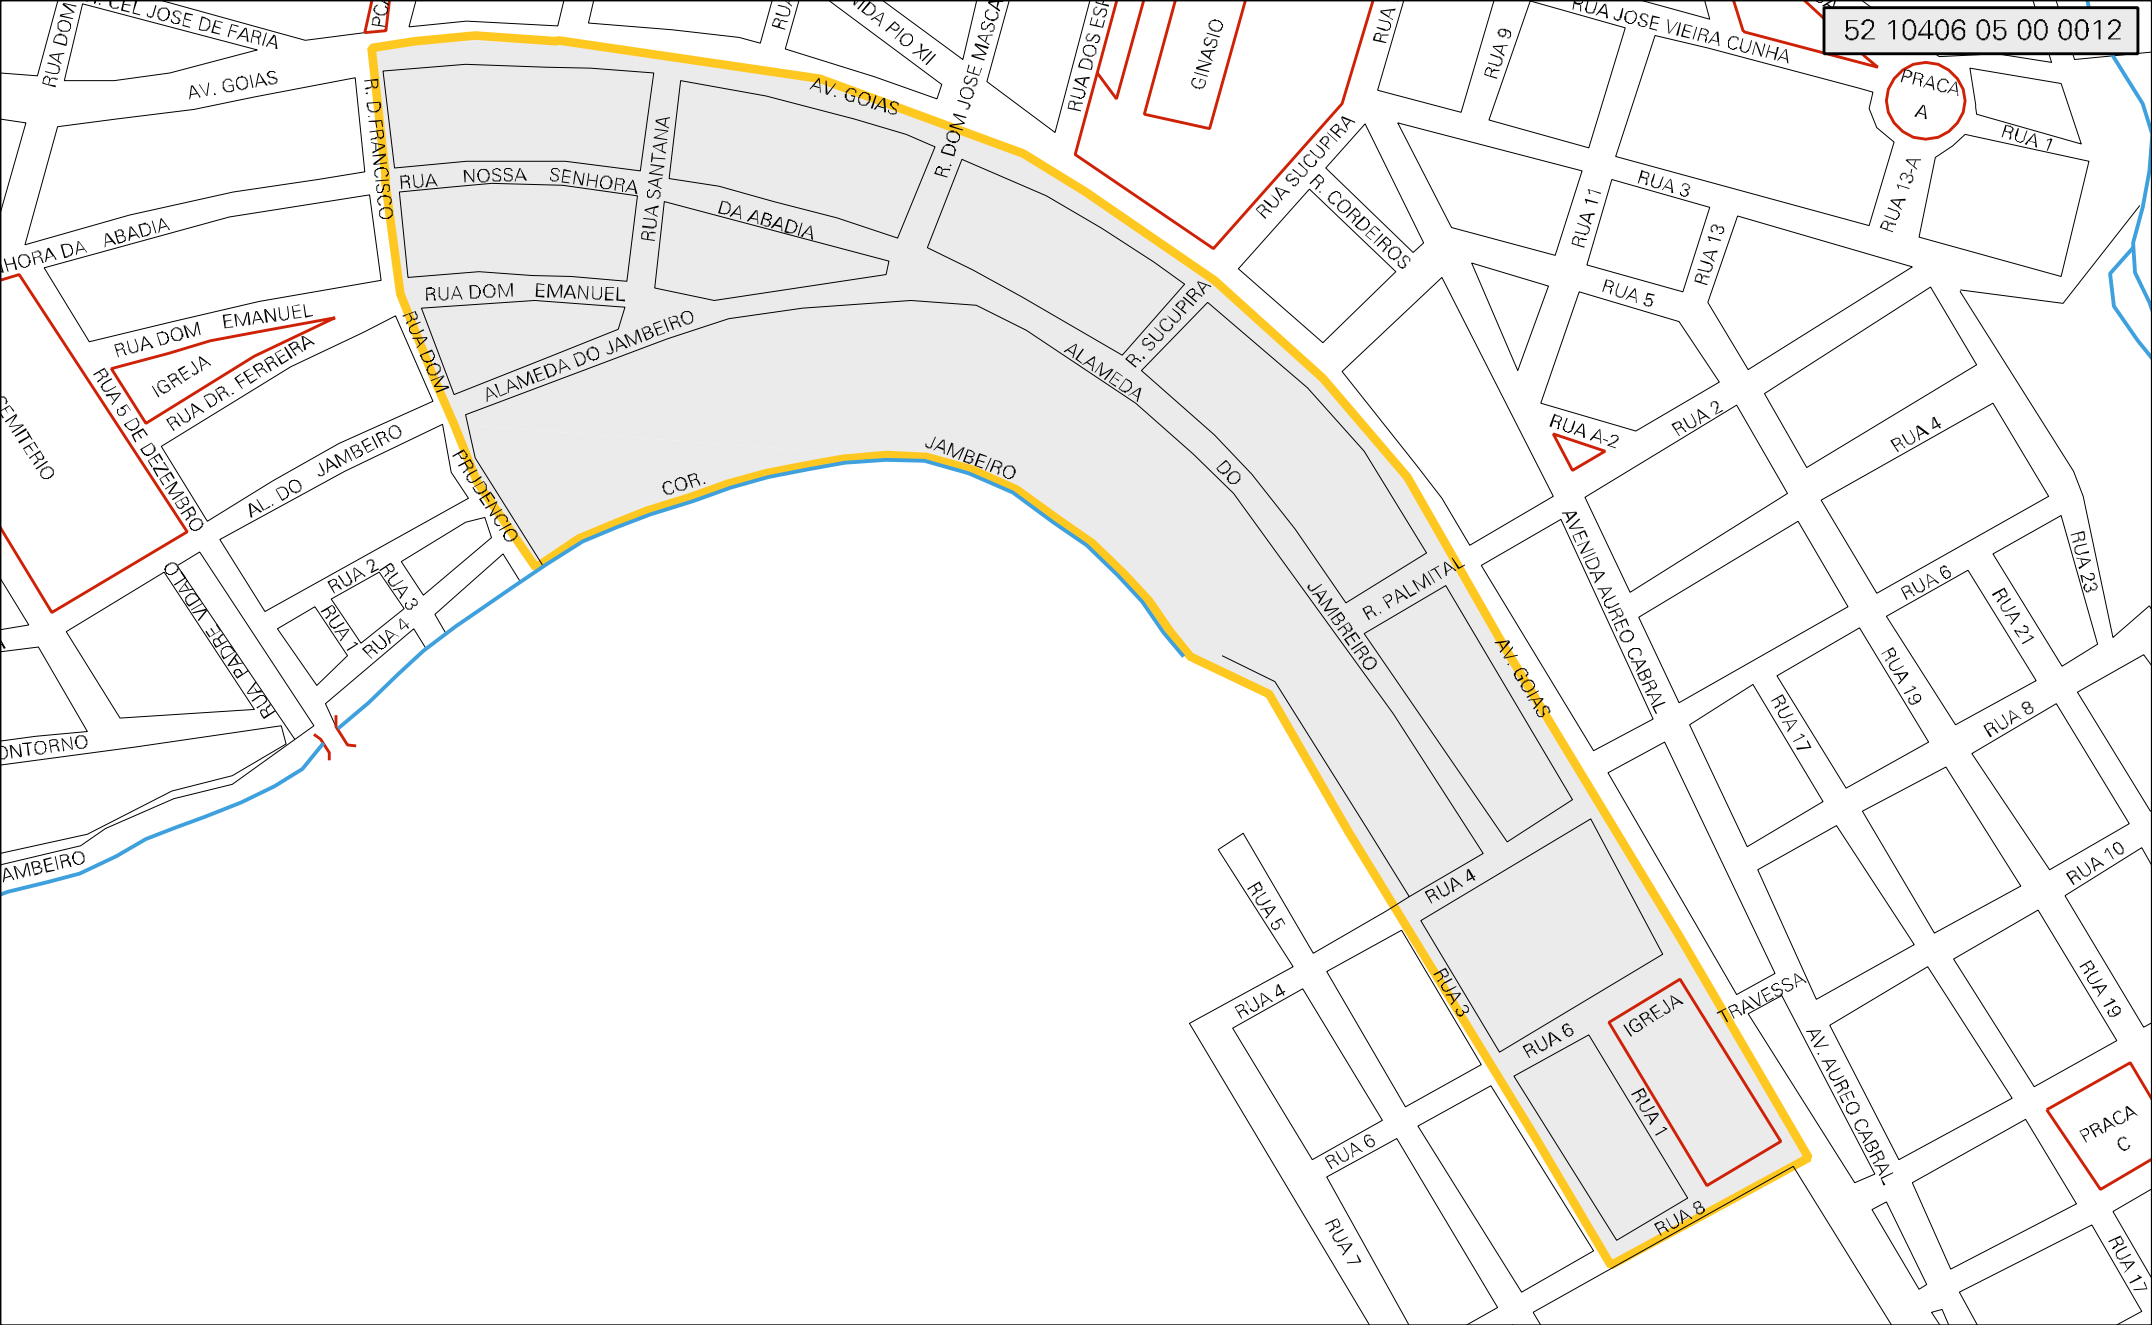 52 10406 05 00 0012
RUA DOM
CEL JOSE DE FARIA
AV. GOIAS
R. D. FRANCISCO
RUA
NIDA PIO XII
R. DOM JOSE MASCA
RUA DOS ESP
GINASIO
RUA
RUA 9
RUA JOSE VIEIRA CUNHA
PRACA
A
RUA 1
RUA 13-A
AV. GOIAS
RUA SANTANA
RUA NOSSA SENHORA
DA ABADIA
RUA SUCUPIRA
R. CORDEIROS
RUA 3
RUA 11
RUA 13
RUA 5
NHORA DA ABADIA
RUA DOM EMANUEL
RUA DOM EMANUEL
IGREJA
RUA DR. FERREIRA
RUA DOM
PRUDENCIO
ALAMEDA DO JAMBEIRO
R. SUCUPIRA
ALAMEDA
DO
JAMBREIRO
RUA 5 DE DEZEMBRO
CEMITERIO
AL. DO JAMBEIRO
COR.
JAMBEIRO
RUA A-2
RUA 2
RUA 4
AVENIDA AUREO CABRAL
RUA 23
RUA 6
RUA 21
RUA PADRE VIDALO
RUA 2
RUA 3
RUA 1
RUA 4
R. PALMITAL
AV. GOIAS
RUA 19
RUA 8
RUA 17
ONTORNO
AMBEIRO
RUA 5
RUA 4
RUA 10
RUA 4
RUA 3
RUA 6
IGREJA
TRAVESSA
RUA 19
AV. AUREO CABRAL
RUA 1
PRACA
C
RUA 6
RUA 7
RUA 8
RUA 17